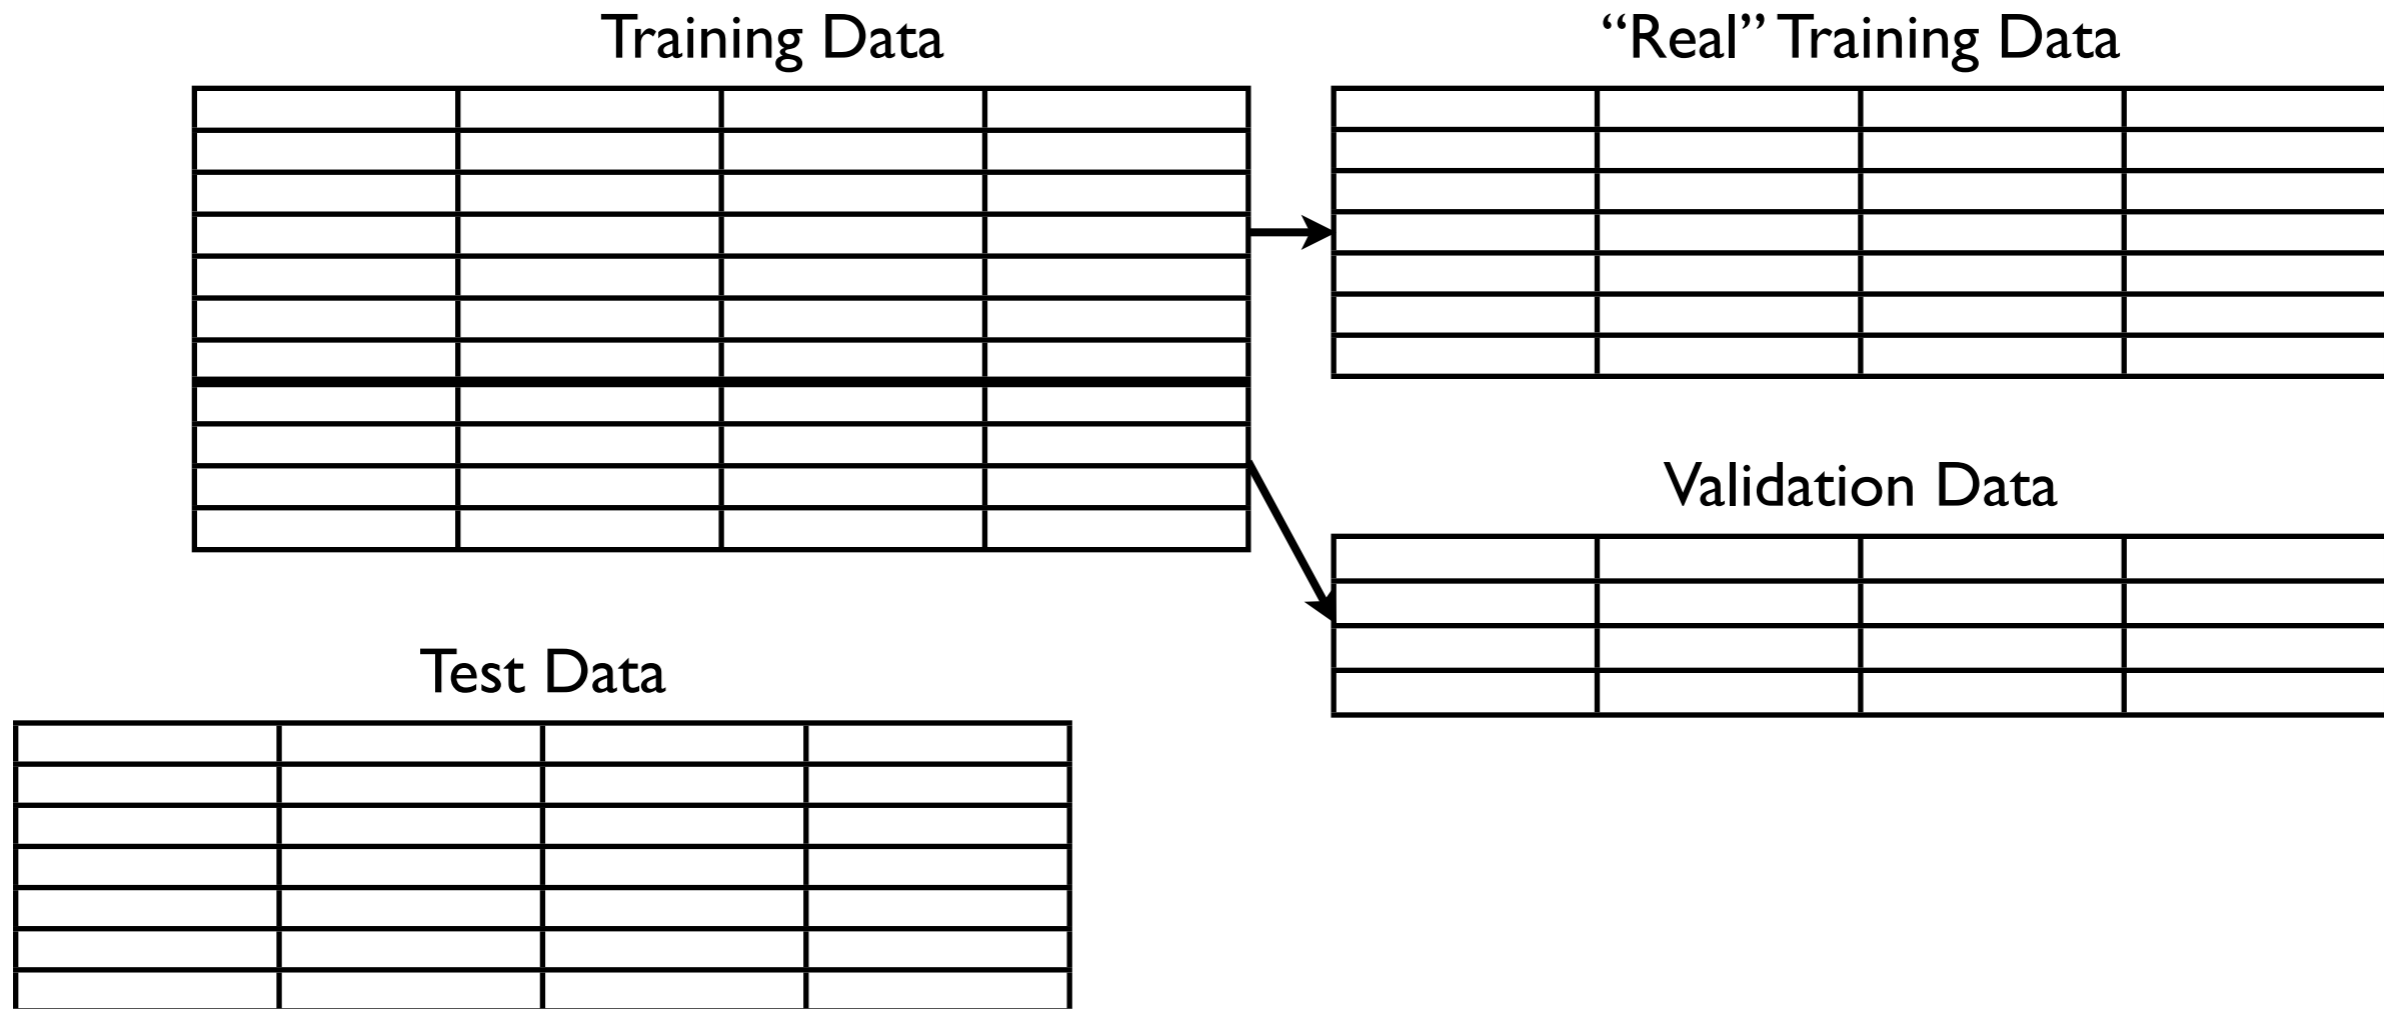 Training Data
“Real” Training Data
Validation Data
Test Data